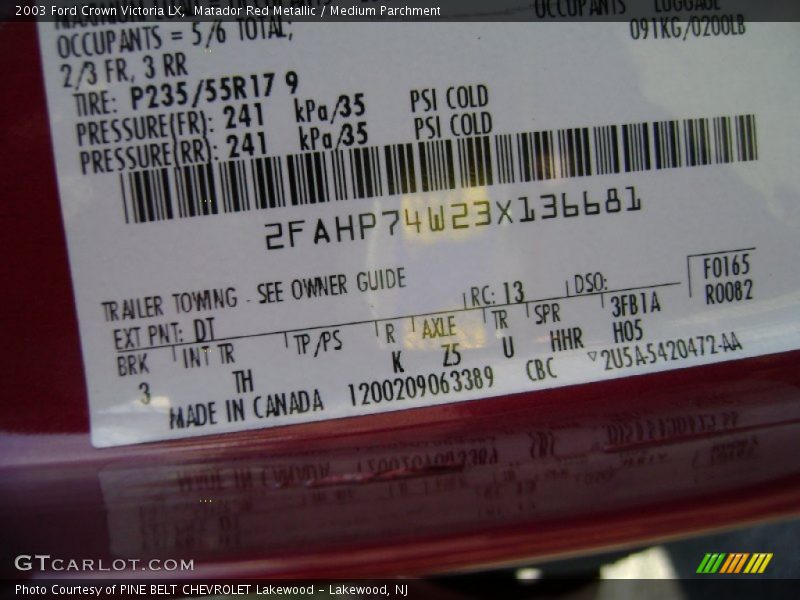 2003 Ford Crown Victoria LX, Matador Red Metallic / Medium Parchment
OCCUPANTS LUGGAGE
OCCUPANTS = 5/6 TOTAL; 091KG/0200LB
2/3 FR, 3 RR
TIRE: P235/55R17 9
PRESSURE(FR): 241 kPa/35 PSI COLD
PRESSURE(RR): 241 kPa/35 PSI COLD
2FAHP74W23X136681
TRAILER TOWING - SEE OWNER GUIDE
EXT PNT: DT RC: 13 DSO: F0165
R0082
BRK INT TR TP/PS R AXLE TR SPR 3FB1A
3 TH K Z5 U HHR H05
MADE IN CANADA 1200209063389 CBC ▽2U5A-5420472-AA
GTCARLOT.COM
Photo Courtesy of PINE BELT CHEVROLET Lakewood - Lakewood, NJ